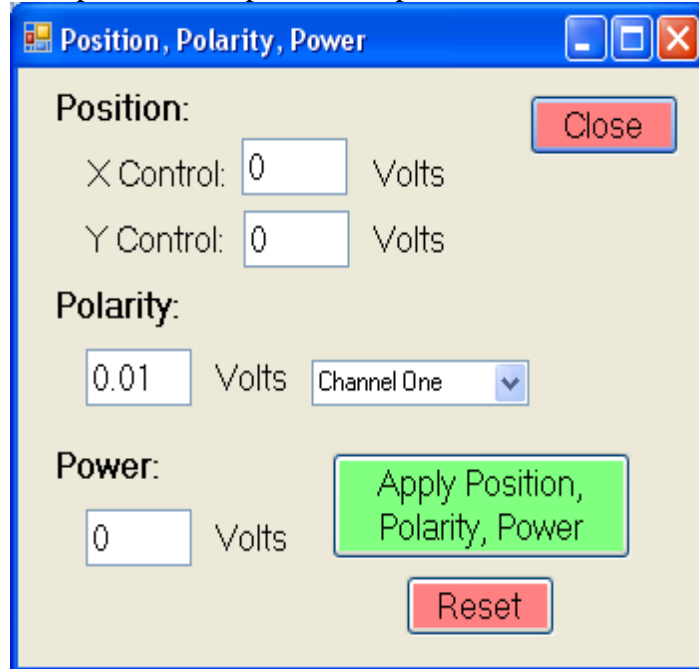 Position, Polarity, Power
Position:
Close
X Control: 0 Volts
Y Control: 0 Volts
Polarity:
0.01 Volts Channel One
Power:
Apply Position,
Polarity, Power
0 Volts
Reset